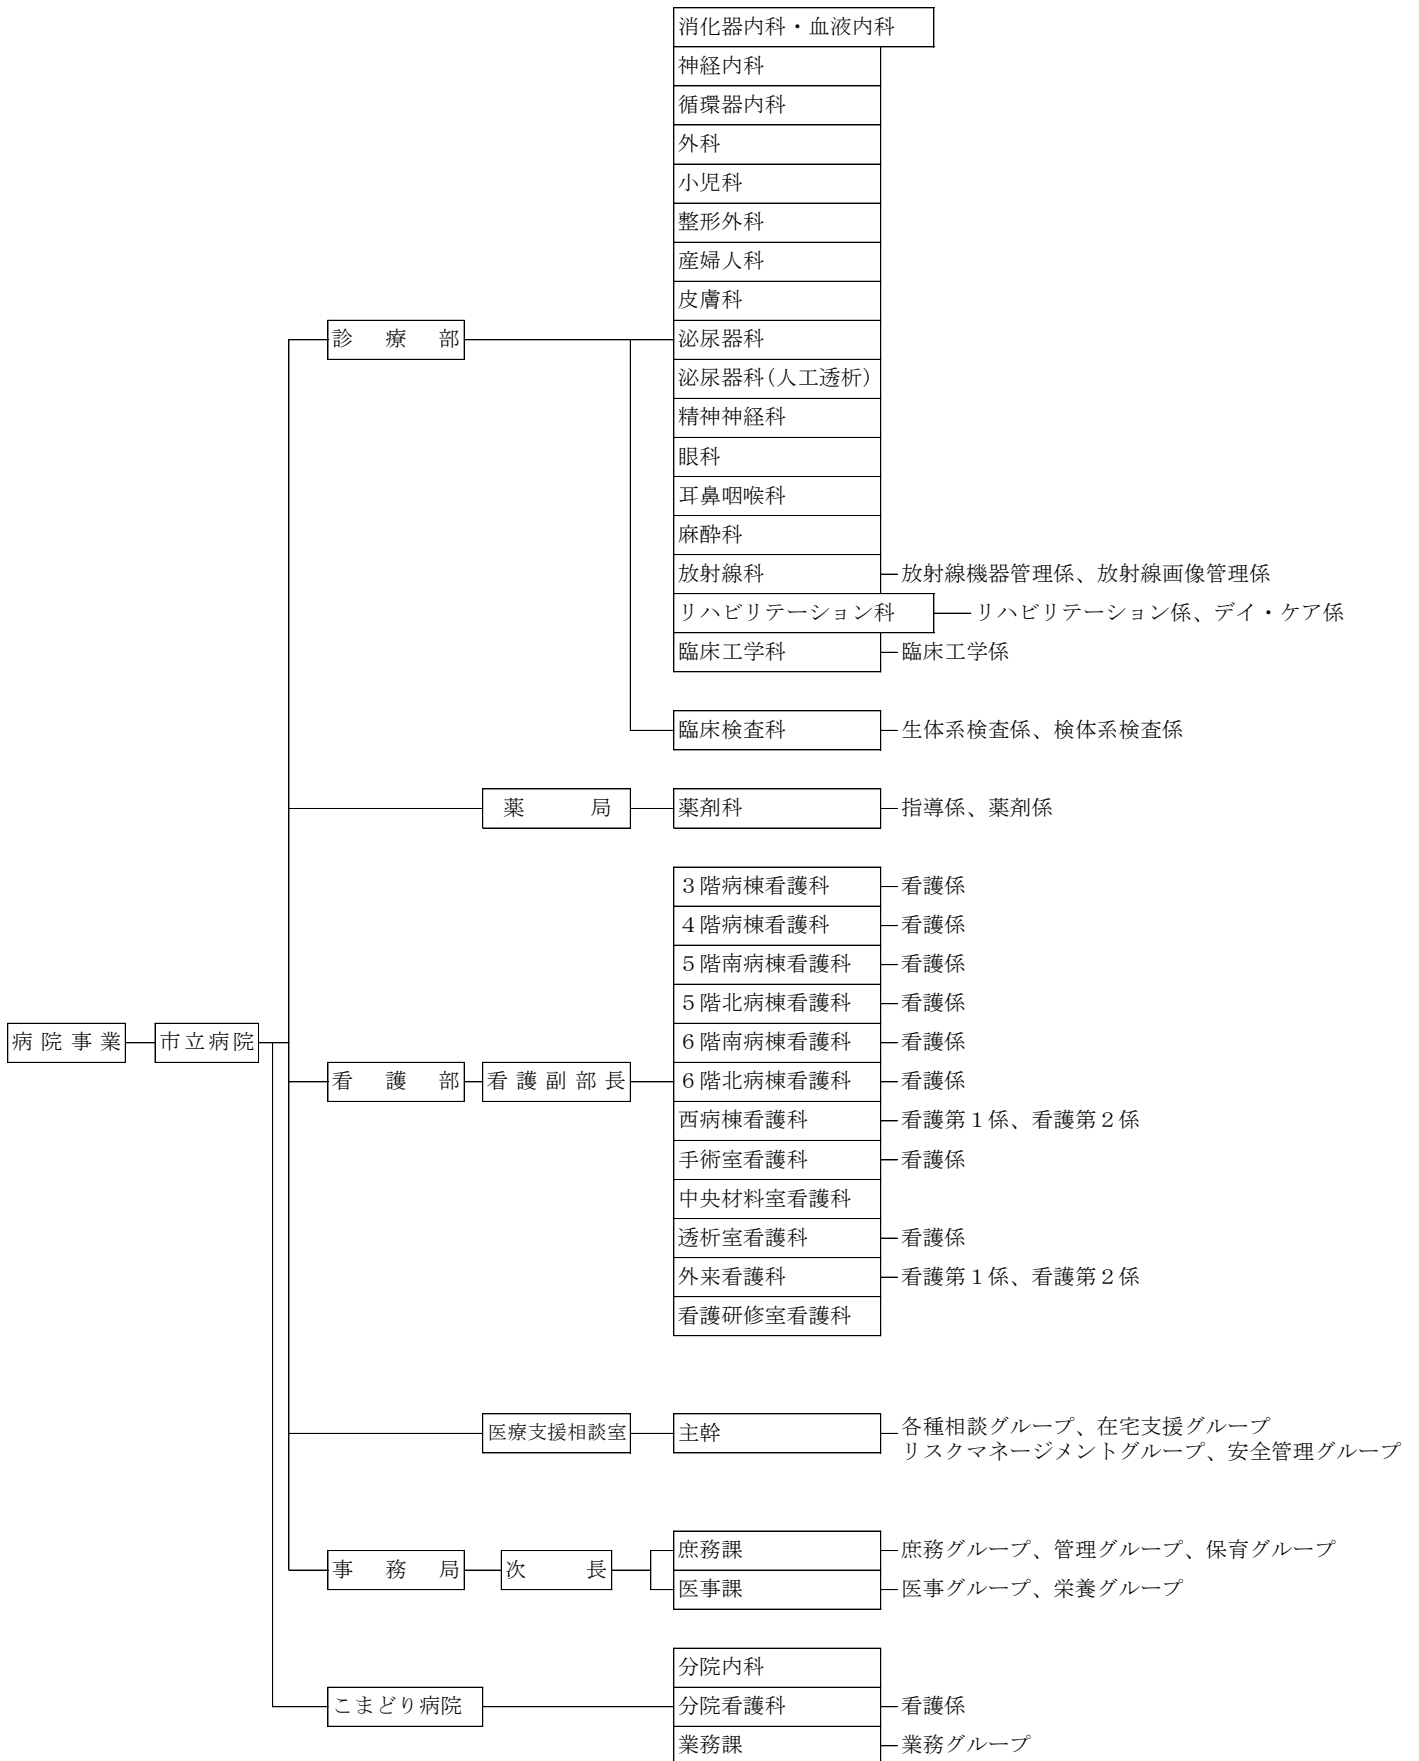 消化器内科・血液内科
神経内科
循環器内科
外科
小児科
整形外科
産婦人科
皮膚科
診療部
泌尿器科
泌尿器科(人工透析)
精神神経科
眼科
耳鼻咽喉科
麻酔科
放射線科 放射線機器管理係、放射線画像管理係
リハビリテーション科 リハビリテーション係、デイ・ケア係
臨床工学科 臨床工学係
臨床検査科 生体系検査係、検体系検査係
薬局 薬剤科 指導係、薬剤係
3階病棟看護科 看護係
4階病棟看護科 看護係
5階南病棟看護科 看護係
5階北病棟看護科 看護係
病院事業 市立病院 6階南病棟看護科 看護係
看護部 看護副部長 6階北病棟看護科 看護係
西病棟看護科 看護第1係、看護第2係
手術室看護科 看護係
中央材料室看護科
透析室看護科 看護係
外来看護科 看護第1係、看護第2係
看護研修室看護科
医療支援相談室 主幹 各種相談グループ、在宅支援グループ
リスクマネージメントグループ、安全管理グループ
庶務課 庶務グループ、管理グループ、保育グループ
事務局 次長
医事課 医事グループ、栄養グループ
分院内科
こまどり病院 分院看護科 看護係
業務課 業務グループ